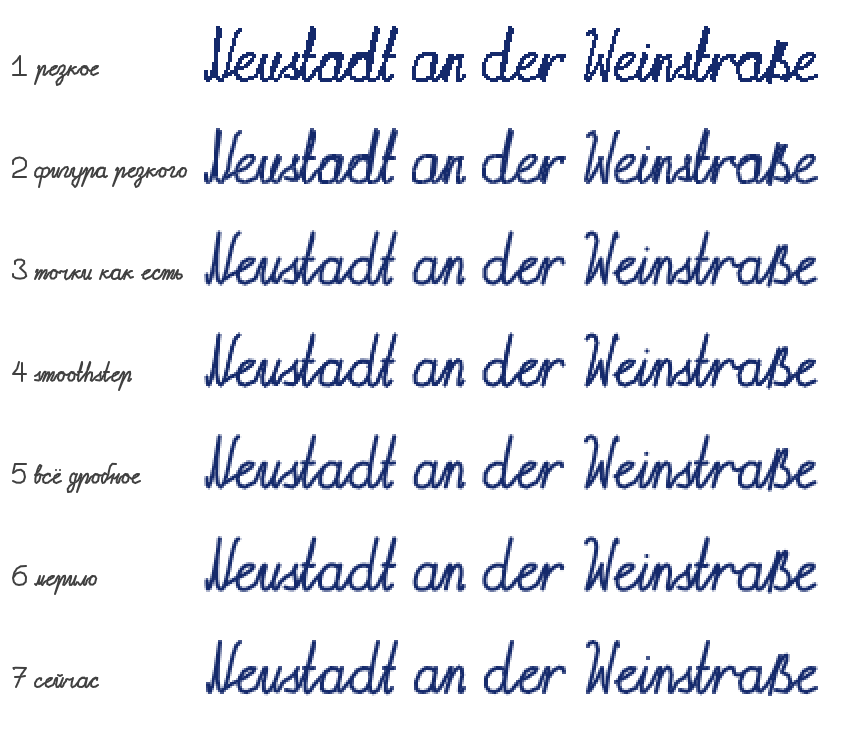 1 резкое Neustadt an der Weinstraße
2 фигура резкого Neustadt an der Weinstraße
3 точки как есть Neustadt an der Weinstraße
4 smoothstep Neustadt an der Weinstraße
5 всё дробное Neustadt an der Weinstraße
6 мерило Neustadt an der Weinstraße
7 сейчас Neustadt an der Weinstraße